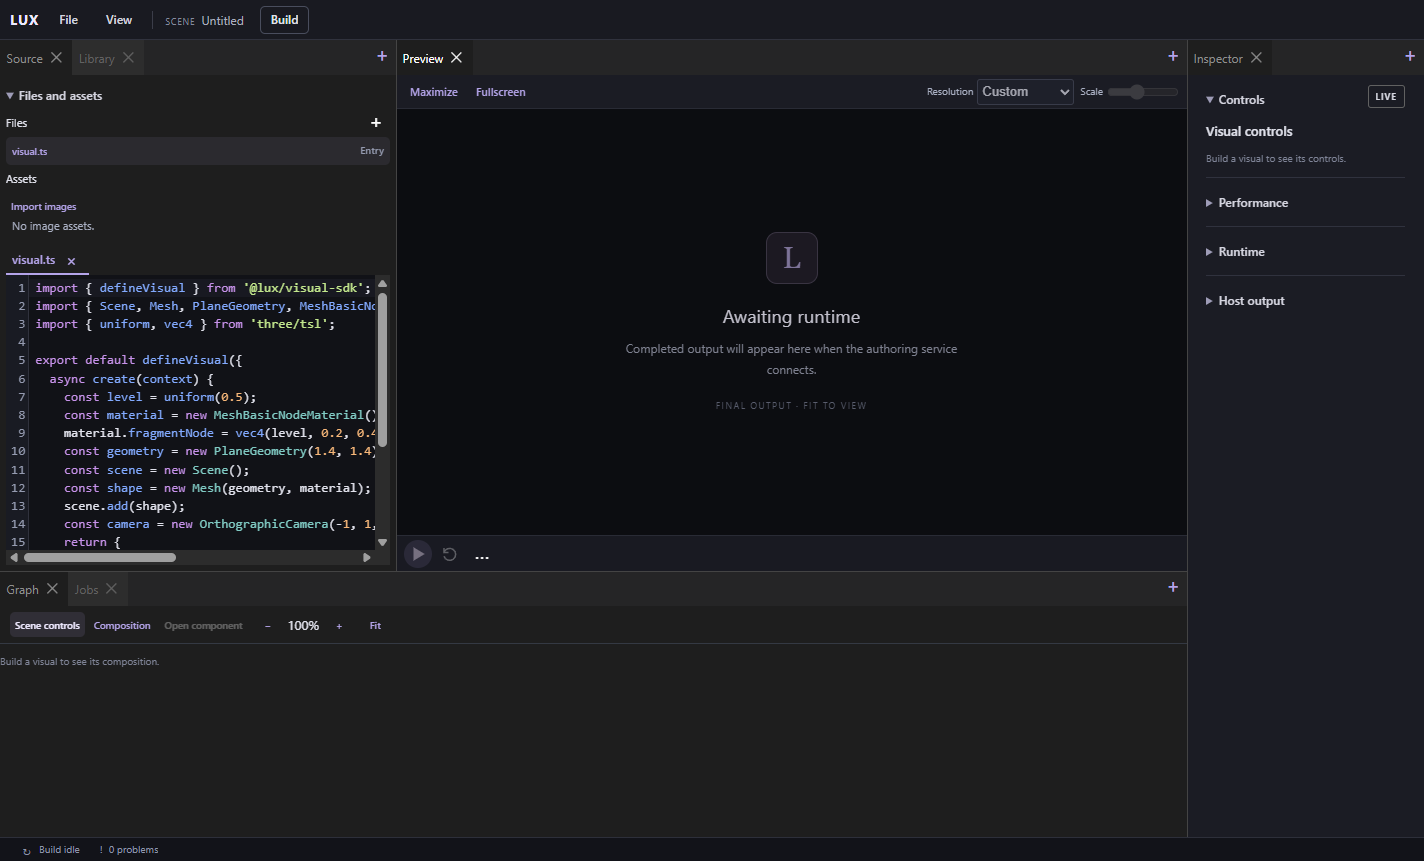 LUX File View SCENE Untitled Build
Source Library +
Files and assets
Files +
visual.ts Entry
Assets
Import images
No image assets.
visual.ts ×
1 import { defineVisual } from '@lux/visual-sdk';
2 import { Scene, Mesh, PlaneGeometry, MeshBasicNo
3 import { uniform, vec4 } from 'three/tsl';
4
5 export default defineVisual({
6 async create(context) {
7 const level = uniform(0.5);
8 const material = new MeshBasicNodeMaterial()
9 material.fragmentNode = vec4(level, 0.2, 0.4
10 const geometry = new PlaneGeometry(1.4, 1.4)
11 const scene = new Scene();
12 const shape = new Mesh(geometry, material);
13 scene.add(shape);
14 const camera = new OrthographicCamera(-1, 1,
15 return {
Preview +
Maximize Fullscreen Resolution Custom Scale
L
Awaiting runtime
Completed output will appear here when the authoring service
connects.
FINAL OUTPUT · FIT TO VIEW
...
Inspector +
Controls LIVE
Visual controls
Build a visual to see its controls.
Performance
Runtime
Host output
Graph Jobs +
Scene controls Composition Open component − 100% + Fit
Build a visual to see its composition.
Build idle ! 0 problems